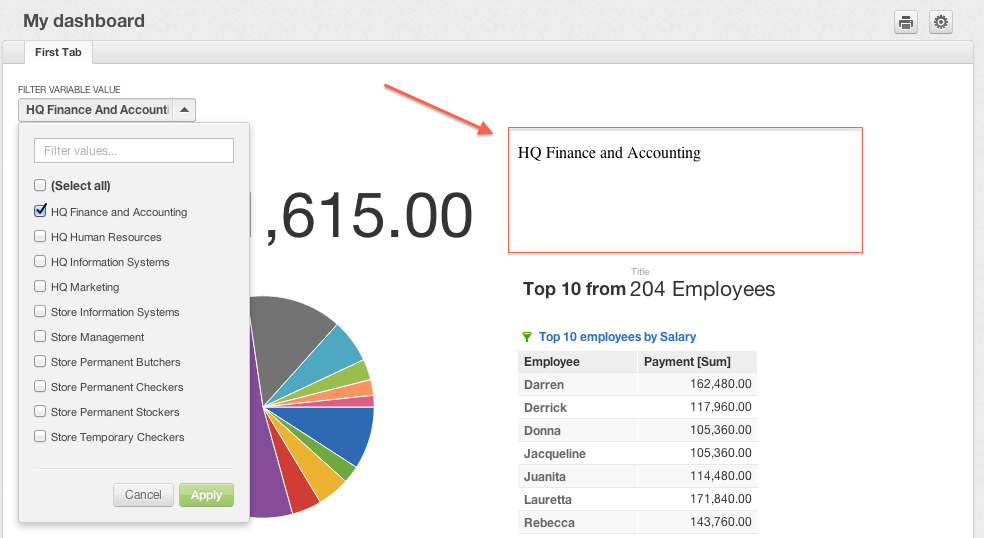 My dashboard
First Tab
FILTER VARIABLE VALUE
HQ Finance And Accounti
Filter values...
(Select all)
HQ Finance and Accounting
HQ Human Resources
HQ Information Systems
HQ Marketing
Store Information Systems
Store Management
Store Permanent Butchers
Store Permanent Checkers
Store Permanent Stockers
Store Temporary Checkers
Cancel Apply
,615.00
HQ Finance and Accounting
Title
Top 10 from 204 Employees
Top 10 employees by Salary
Employee Payment [Sum]
Darren 162,480.00
Derrick 117,960.00
Donna 105,360.00
Jacqueline 105,360.00
Juanita 114,480.00
Lauretta 171,840.00
Rebecca 143,760.00